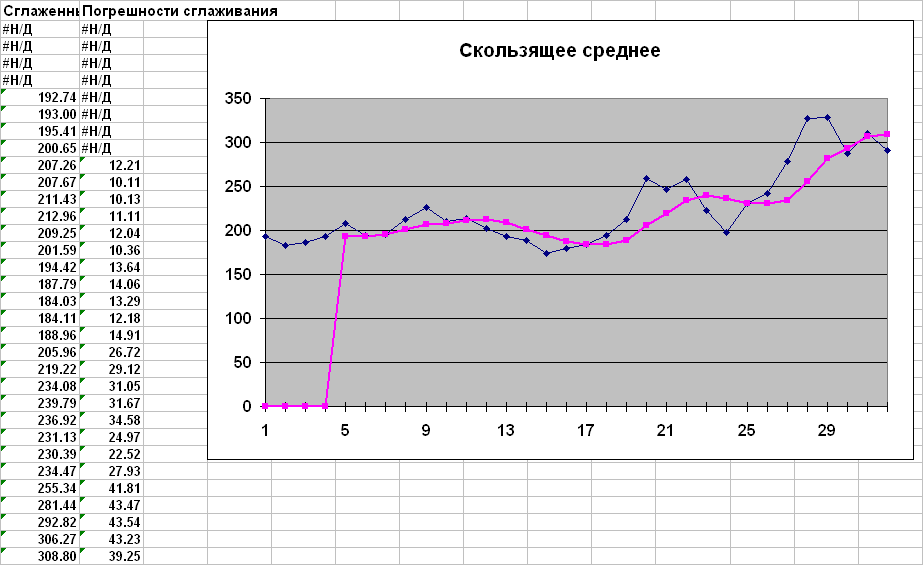 Сглаженны Погрешности сглаживания
#Н/Д #Н/Д
#Н/Д #Н/Д
#Н/Д #Н/Д
#Н/Д #Н/Д
192.74 #Н/Д
193.00 #Н/Д
195.41 #Н/Д
200.65 #Н/Д
207.26 12.21
207.67 10.11
211.43 10.13
212.96 11.11
209.25 12.04
201.59 10.36
194.42 13.64
187.79 14.06
184.03 13.29
184.11 12.18
188.96 14.91
205.96 26.72
219.22 29.12
234.08 31.05
239.79 31.67
236.92 34.58
231.13 24.97
230.39 22.52
234.47 27.93
255.34 41.81
281.44 43.47
292.82 43.54
306.27 43.23
308.80 39.25
Скользящее среднее
350
300
250
200
150
100
50
0
1 5 9 13 17 21 25 29